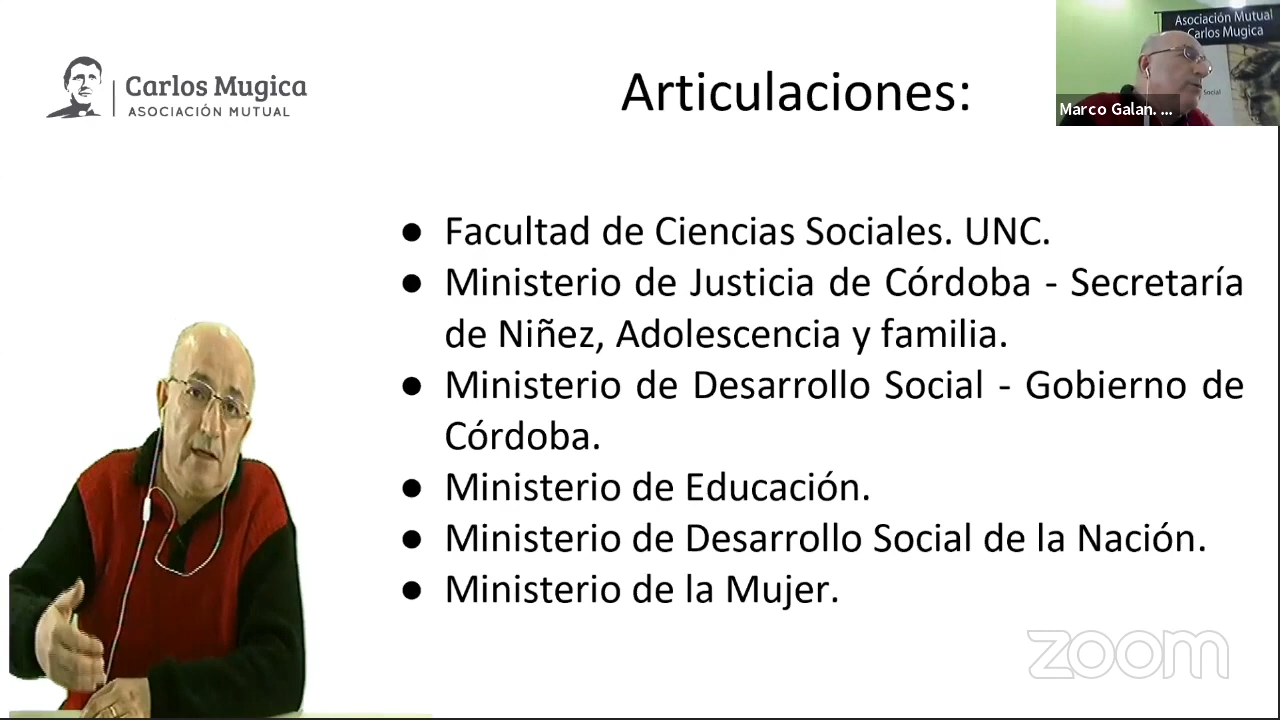 Carlos Mugica
ASOCIACIÓN MUTUAL
Articulaciones:
Asociación Mutual
Carlos Mugica
Social
Marco Galan. ...
● Facultad de Ciencias Sociales. UNC.
● Ministerio de Justicia de Córdoba - Secretaría
de Niñez, Adolescencia y familia.
● Ministerio de Desarrollo Social - Gobierno de
Córdoba.
● Ministerio de Educación.
● Ministerio de Desarrollo Social de la Nación.
● Ministerio de la Mujer.
zoom